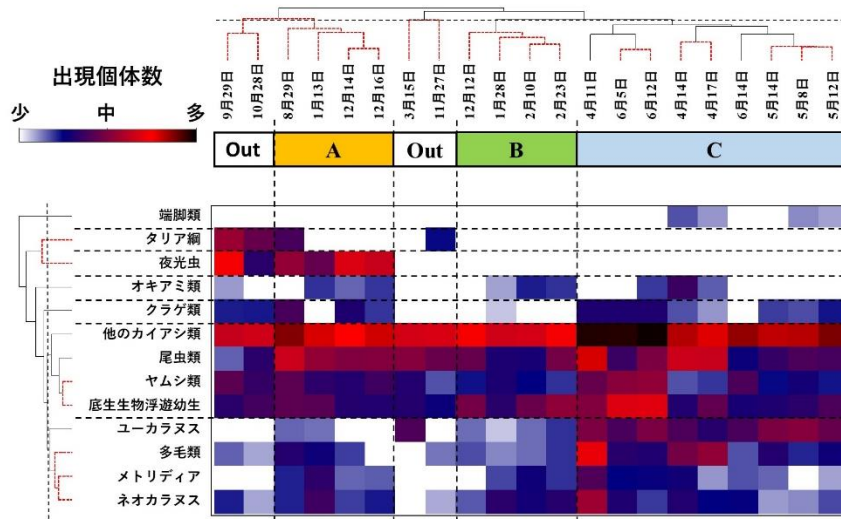 出現個体数
少 中 多
9月29日
10月28日
8月29日
1月13日
12月14日
12月16日
3月15日
11月27日
12月12日
1月28日
2月10日
2月23日
4月11日
6月5日
6月12日
4月14日
4月17日
6月14日
5月14日
5月8日
5月12日
Out A Out B C
端脚類
タリア綱
夜光虫
オキアミ類
クラゲ類
他のカイアシ類
尾虫類
ヤムシ類
底生生物浮遊幼生
ユーカラヌス
多毛類
メトリディア
ネオカラヌス